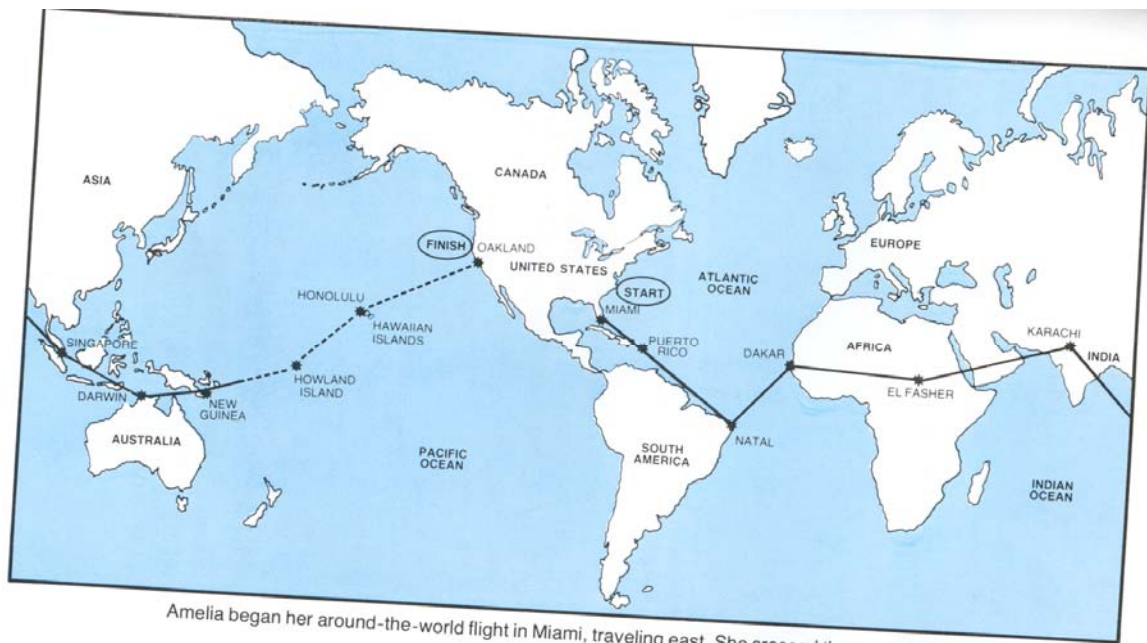 ASIA
CANADA
EUROPE
FINISH
OAKLAND
UNITED STATES
ATLANTIC
OCEAN
START
HONOLULU
MIAMI
HAWAIIAN
ISLANDS
PUERTO
RICO
DAKAR
AFRICA
KARACHI
INDIA
SINGAPORE
HOWLAND
ISLAND
EL FASHER
DARWIN
NEW
GUINEA
NATAL
AUSTRALIA
PACIFIC
OCEAN
SOUTH
AMERICA
INDIAN
OCEAN
Amelia began her around-the-world flight in Miami, traveling east. She